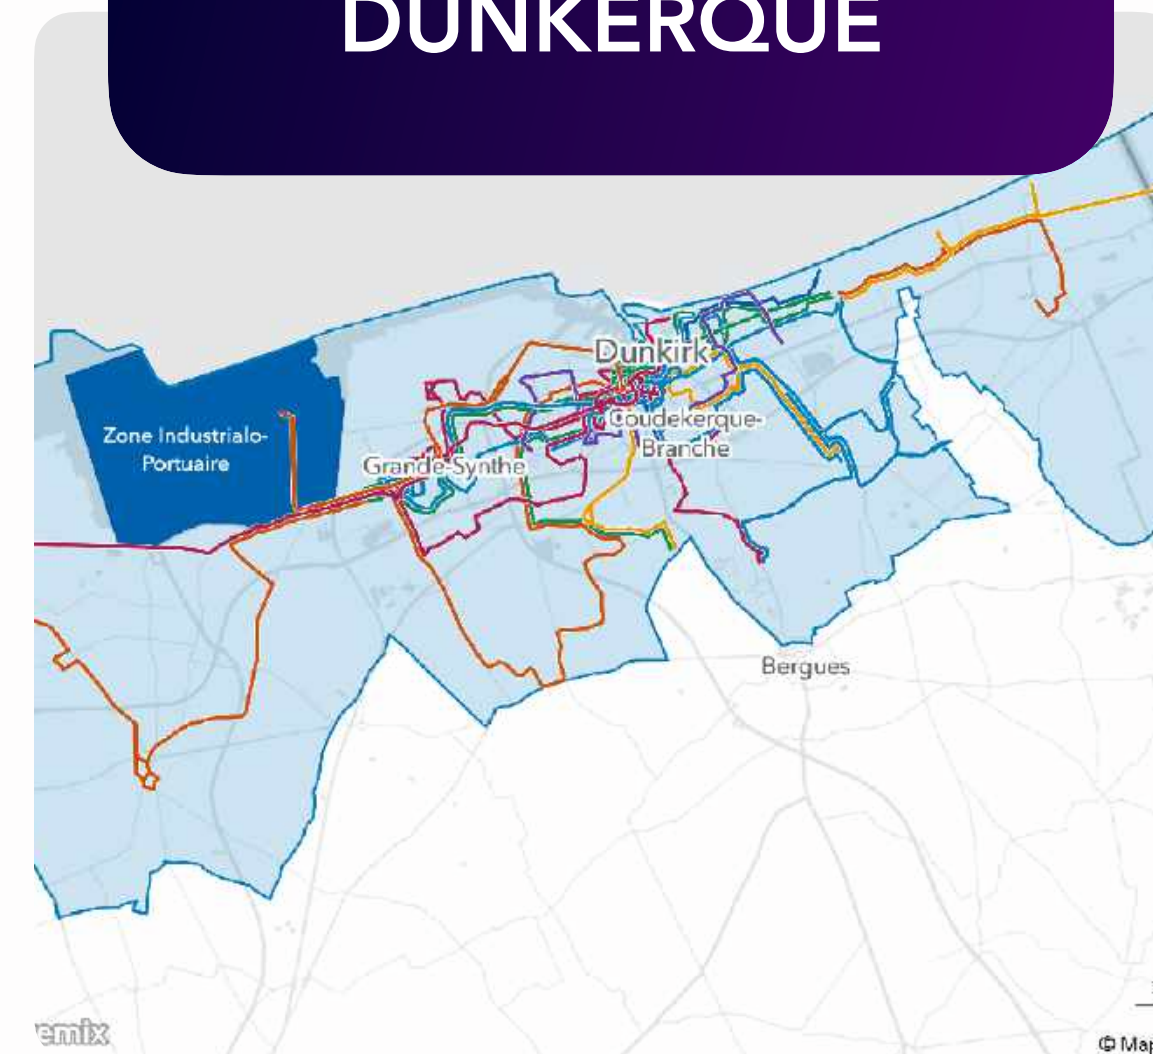 DUNKERQUE
Dunkirk
Zone Industrialo-
Portuaire
Coudekerque-
Branche
Grande-Synthe
Bergues
emix
© Map